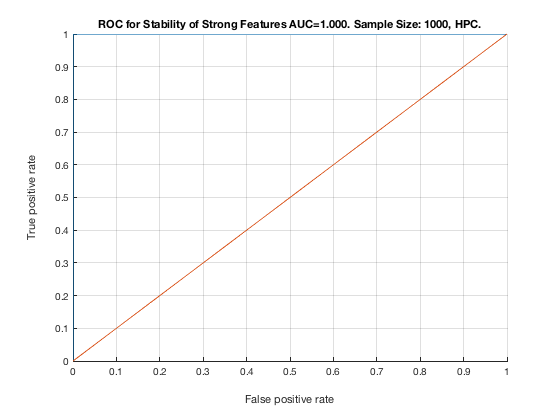 ROC for Stability of Strong Features AUC=1.000. Sample Size: 1000, HPC.
1
0.9
0.8
0.7
0.6
0.5
0.4
0.3
0.2
0.1
0
True positive rate
0 0.1 0.2 0.3 0.4 0.5 0.6 0.7 0.8 0.9 1
False positive rate